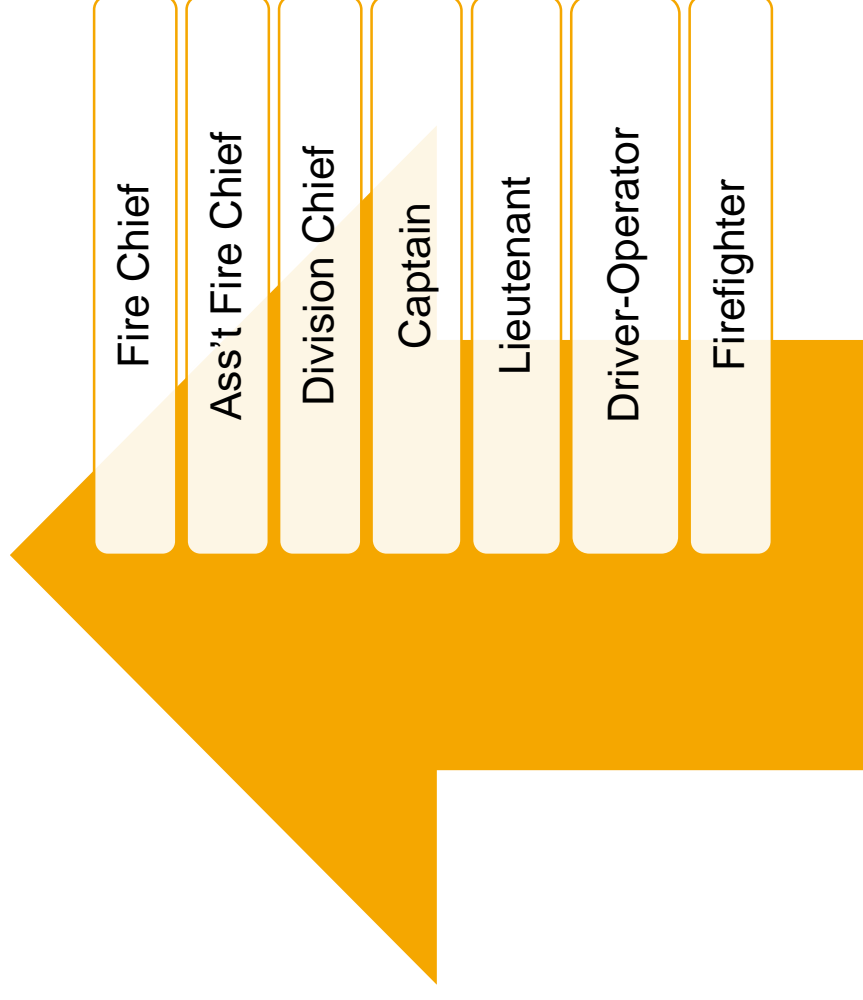 Fire Chief
Ass’t Fire Chief
Division Chief
Captain
Lieutenant
Driver-Operator
Firefighter